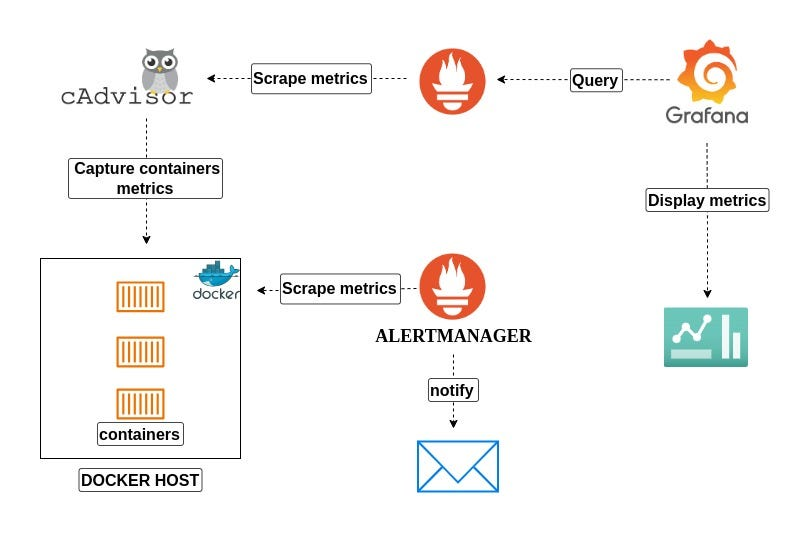 Scrape metrics
Query
cAdvisor
Grafana
Capture containers
metrics
Display metrics
docker
Scrape metrics
ALERTMANAGER
notify
containers
DOCKER HOST